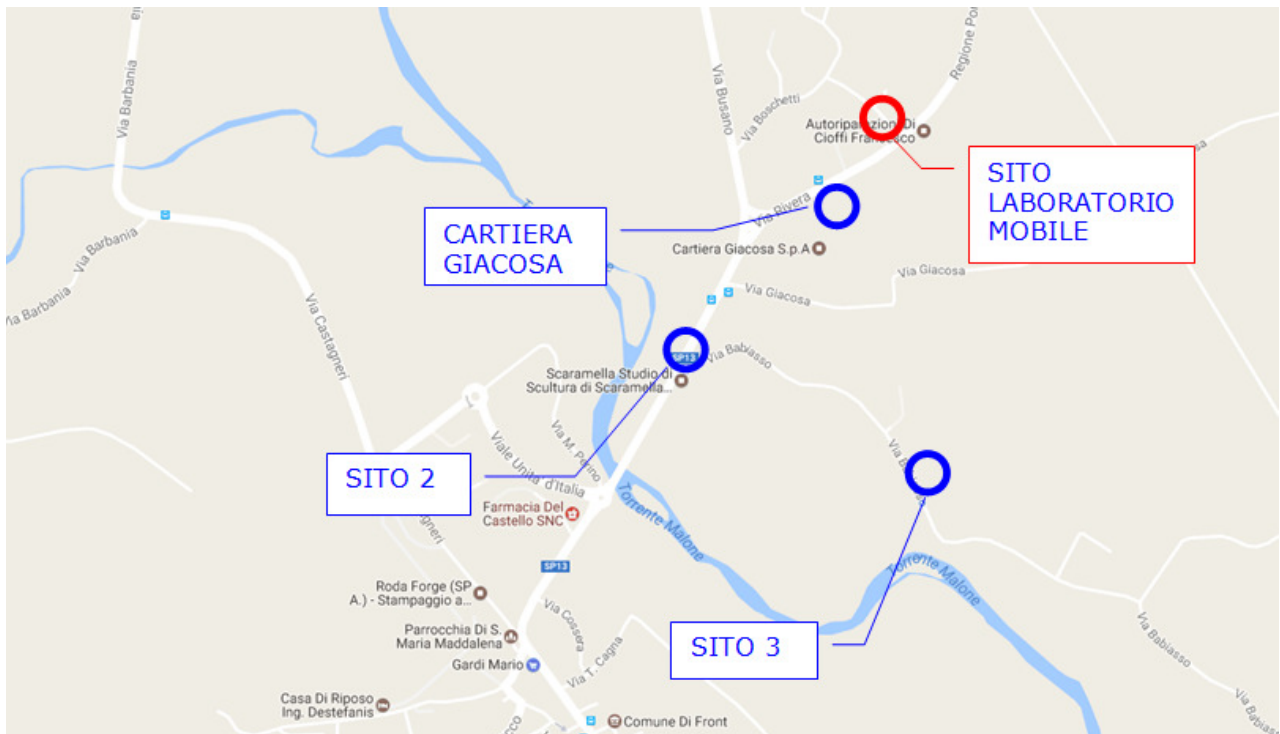 Via Barbania
Via Busano
Via Boschetti
Regione Por
Autoriparazioni Di
Cioffi Francesco
SITO
LABORATORIO
MOBILE
Via Rivera
CARTIERA
GIACOSA
Cartiera Giacosa S.p.A
Via Giacosa
Via Giacosa
Via Barbania
Via Barbania
Via Castagneri
SP13
Via Babiasso
Scaramella Studio di
Scultura di Scaramella...
Via M. Perino
Viale Unita' d'Italia
SITO 2
Farmacia Del
Castello SNC
Torrente Malone
Torrente Malone
SP13
Roda Forge (SP
A.) - Stampaggio a...
Via Cossera
Parrocchia Di S.
Maria Maddalena
Gardi Mario
Via T. Cagna
SITO 3
Via Babiasso
Via Babiasso
Casa Di Riposo
Ing. Destefanis
Comune Di Front